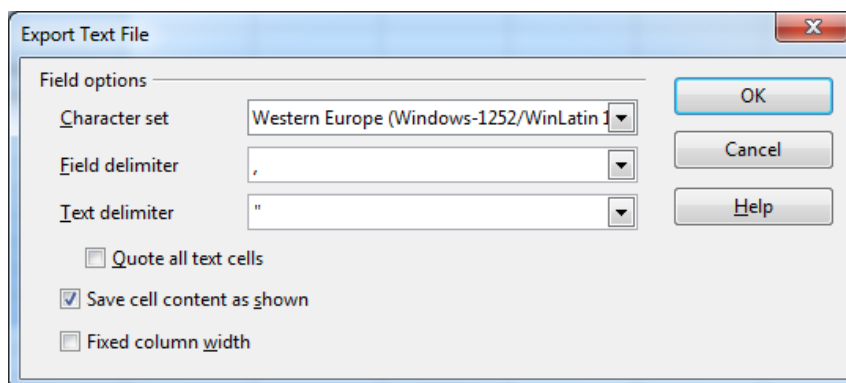 Export Text File
Field options
OK
Character set
Western Europe (Windows-1252/WinLatin 1
Cancel
Field delimiter
,
Help
Text delimiter
"
Quote all text cells
Save cell content as shown
Fixed column width